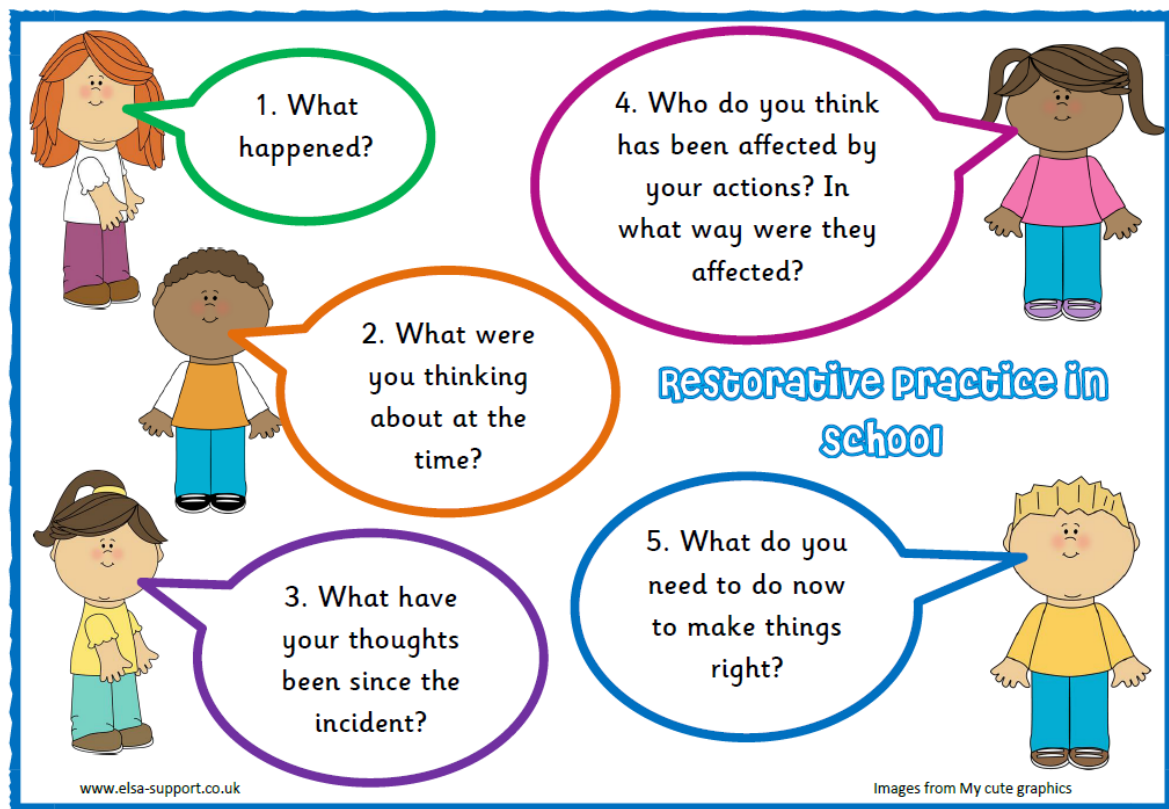 1. What
happened?
2. What were
you thinking
about at the
time?
3. What have
your thoughts
been since the
incident?
4. Who do you think
has been affected by
your actions? In
what way were they
affected?
Restorative Practice in
School
5. What do you
need to do now
to make things
right?
www.elsa-support.co.uk
Images from My cute graphics